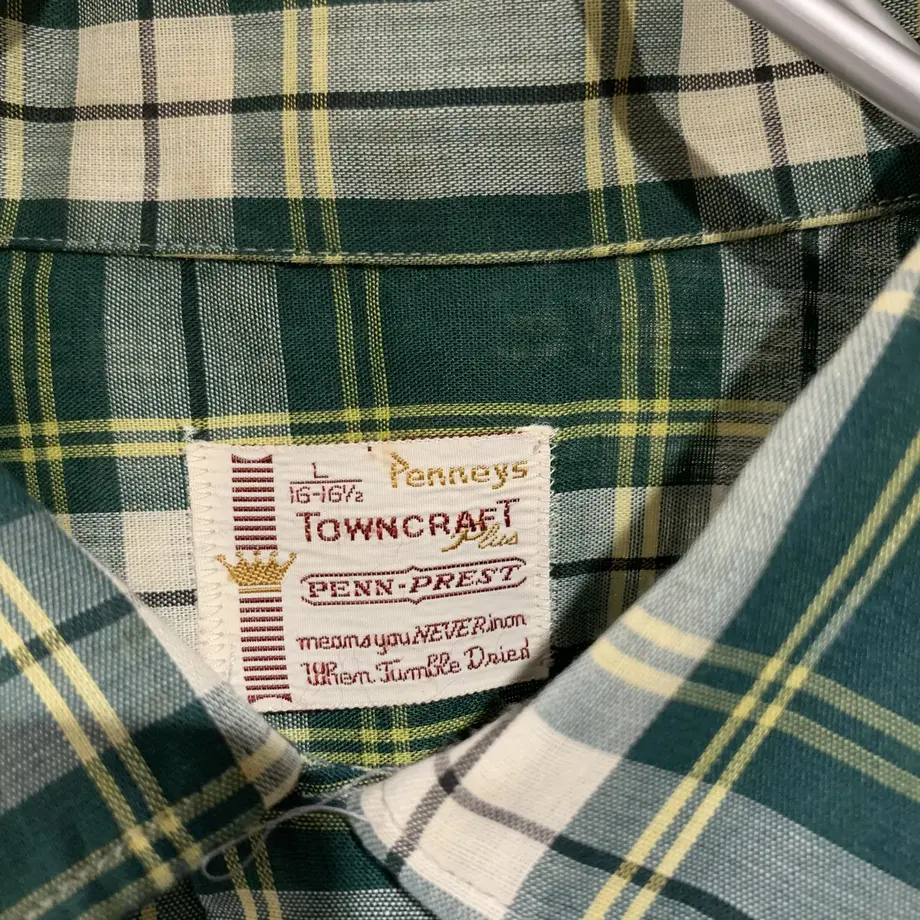 L
16-16½
Penneys
TOWNCRAFT
Plus
PENN-PREST
means you NEVER iron
When Tumble Dried